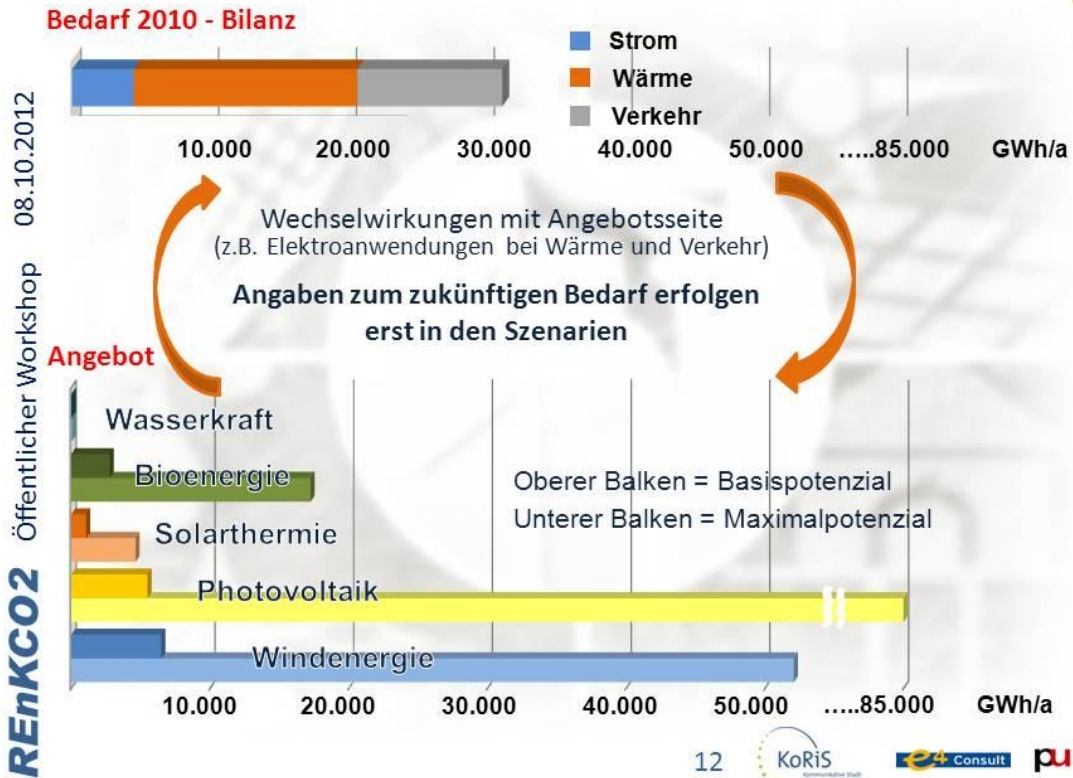 Bedarf 2010 - Bilanz
Strom
Wärme
Verkehr
10.000 20.000 30.000 40.000 50.000 .....85.000 GWh/a
Wechselwirkungen mit Angebotsseite
(z.B. Elektroanwendungen bei Wärme und Verkehr)
Angaben zum zukünftigen Bedarf erfolgen
erst in den Szenarien
Angebot
Wasserkraft
Bioenergie
Solarthermie
Photovoltaik
Windenergie
Oberer Balken = Basispotenzial
Unterer Balken = Maximalpotenzial
10.000 20.000 30.000 40.000 50.000 .....85.000 GWh/a
REnKCO2 Öffentlicher Workshop 08.10.2012
12
KoRiS
Kommunikative Stadt
e4 Consult
pu